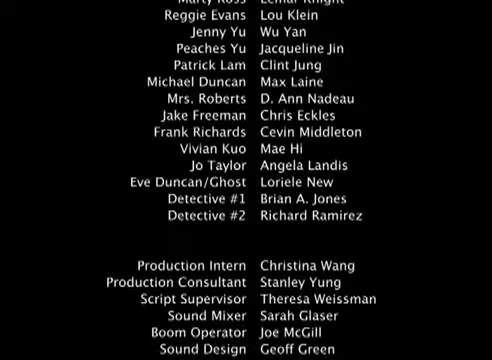 Marty Ross Lemar Knight
Reggie Evans Lou Klein
Jenny Yu Wu Yan
Peaches Yu Jacqueline Jin
Patrick Lam Clint Jung
Michael Duncan Max Laine
Mrs. Roberts D. Ann Nadeau
Jake Freeman Chris Eckles
Frank Richards Cevin Middleton
Vivian Kuo Mae Hi
Jo Taylor Angela Landis
Eve Duncan/Ghost Loriele New
Detective #1 Brian A. Jones
Detective #2 Richard Ramirez
Production Intern Christina Wang
Production Consultant Stanley Yung
Script Supervisor Theresa Weissman
Sound Mixer Sarah Glaser
Boom Operator Joe McGill
Sound Design Geoff Green